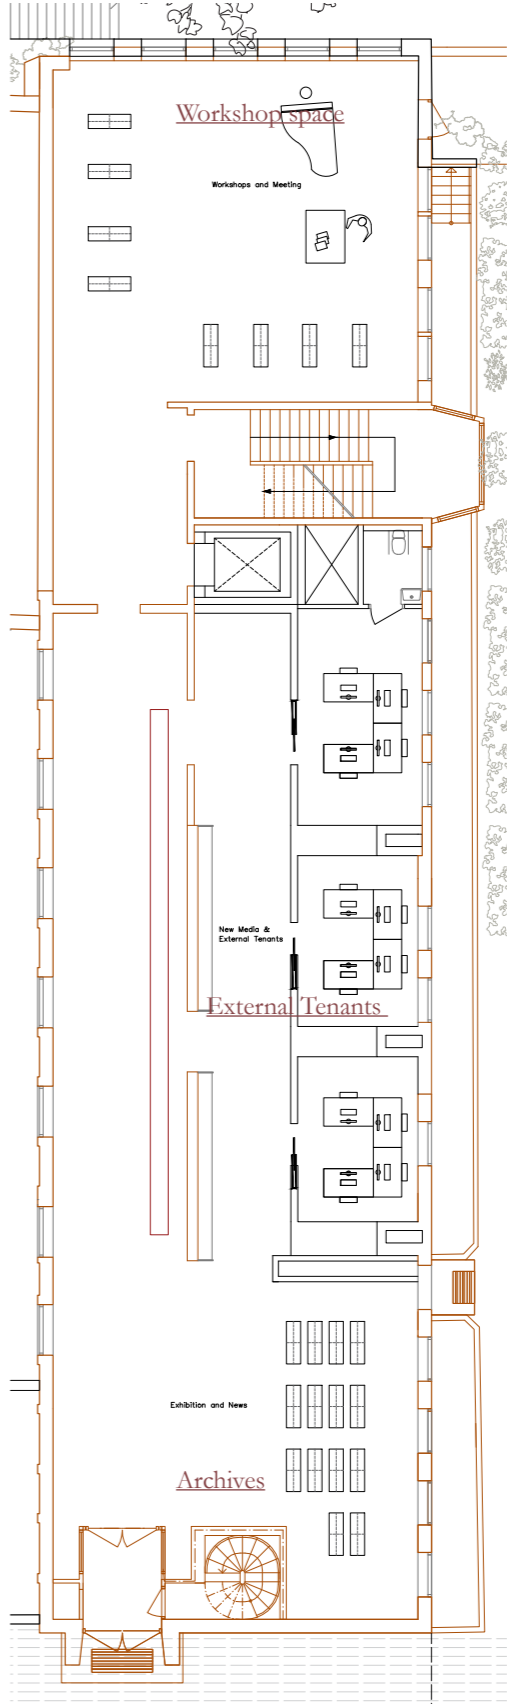 Workshop space
Workshops and Meeting
New Media &
External Tenants
External Tenants
Exhibition and News
Archives